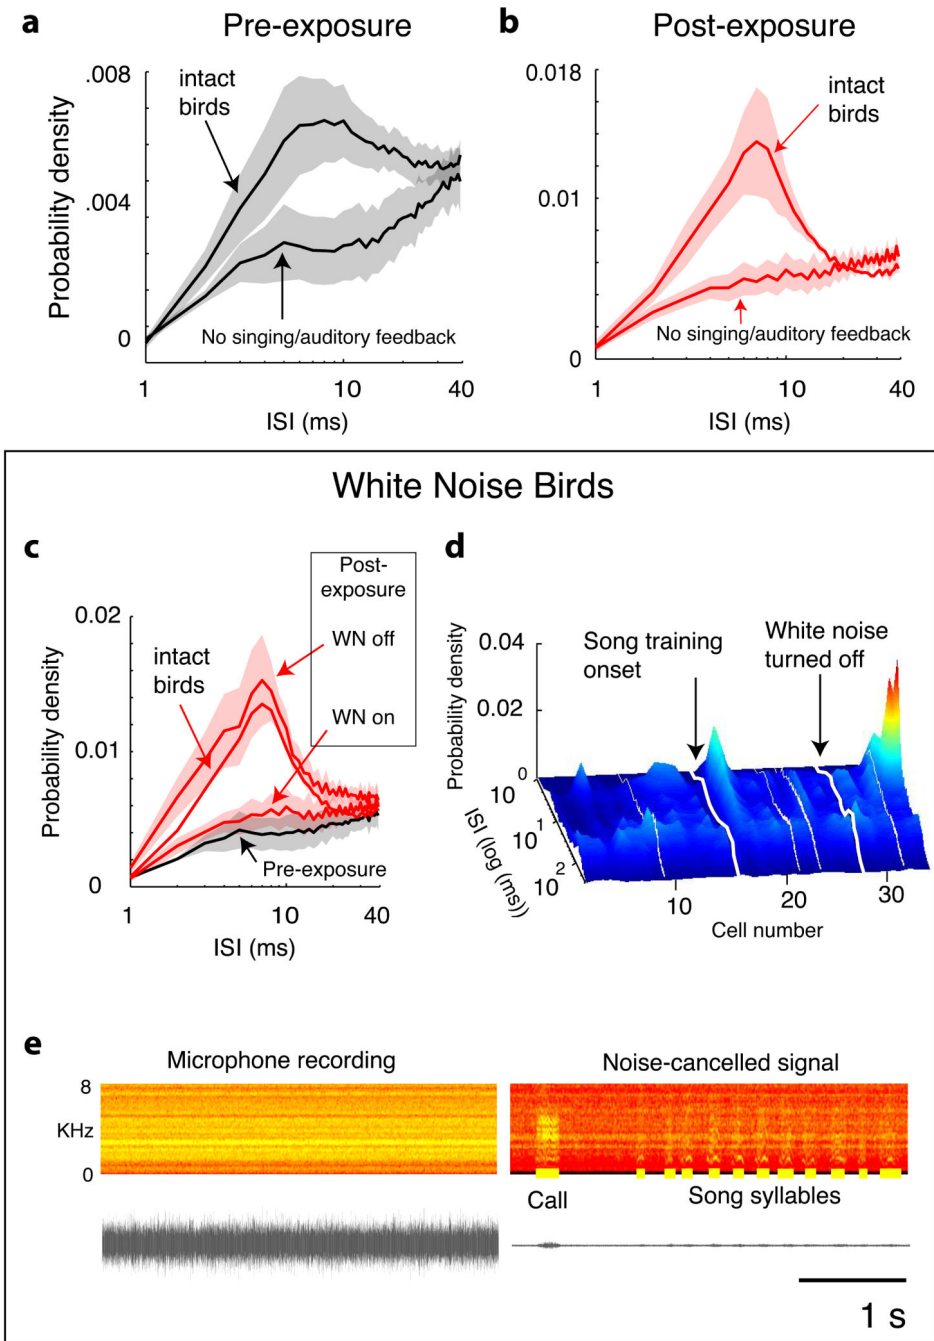 a
Pre-exposure
.008
.004
0
Probability density
intact
birds
No singing/auditory feedback
1
10
40
ISI (ms)
b
Post-exposure
0.018
0.01
0
intact
birds
No singing/auditory feedback
1
10
40
ISI (ms)
White Noise Birds
c
0.02
0.01
0
Probability density
intact
birds
Post-
exposure
WN off
WN on
Pre-exposure
1
10
40
ISI (ms)
d
0.04
0.02
0
Probability density
Song training
onset
White noise
turned off
10
10 1
10 2
ISI (log (ms))
10
20
30
Cell number
e
Microphone recording
8
KHz
0
Noise-cancelled signal
Call
Song syllables
1 s